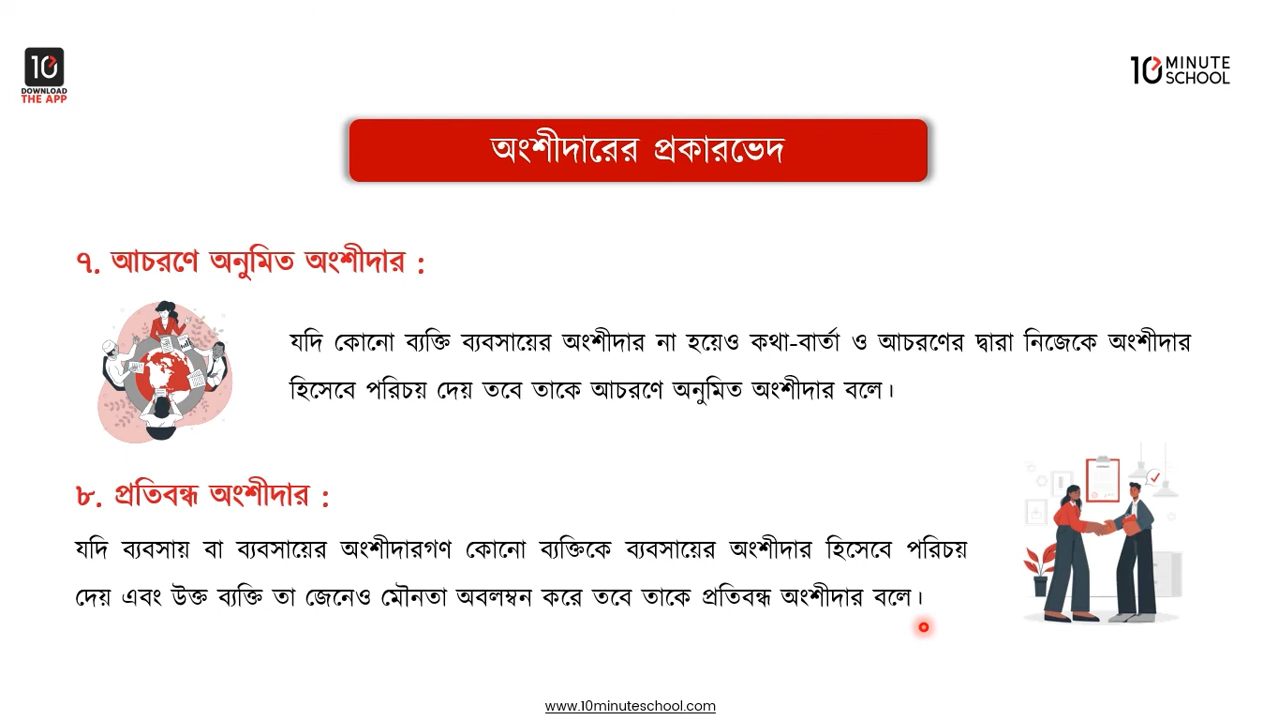 10
DOWNLOAD
THE APP
10 MINUTE
SCHOOL
অংশীদারের প্রকারভেদ
৭. আচরণে অনুমিত অংশীদার :
যদি কোনো ব্যক্তি ব্যবসায়ের অংশীদার না হয়েও কথা-বার্তা ও আচরণের দ্বারা নিজেকে অংশীদার
হিসেবে পরিচয় দেয় তবে তাকে আচরণে অনুমিত অংশীদার বলে।
৮. প্রতিবন্ধ অংশীদার :
যদি ব্যবসায় বা ব্যবসায়ের অংশীদারগণ কোনো ব্যক্তিকে ব্যবসায়ের অংশীদার হিসেবে পরিচয়
দেয় এবং উক্ত ব্যক্তি তা জেনেও মৌনতা অবলম্বন করে তবে তাকে প্রতিবন্ধ অংশীদার বলে।
www.10minuteschool.com